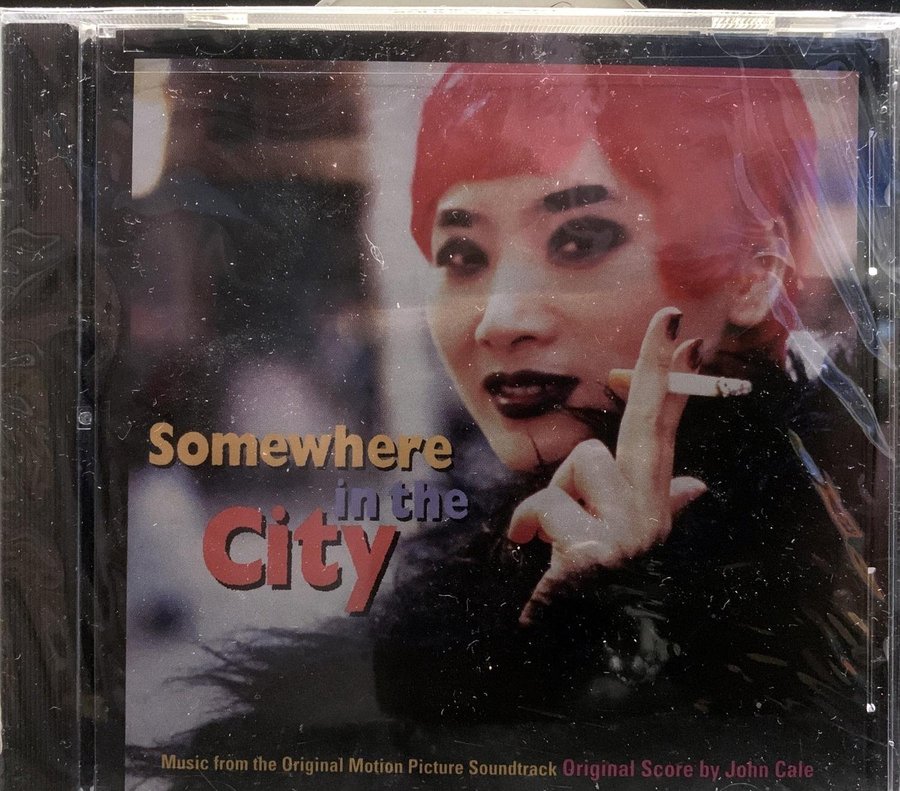 Somewhere
in the
City
Music from the Original Motion Picture Soundtrack Original Score by John Cale